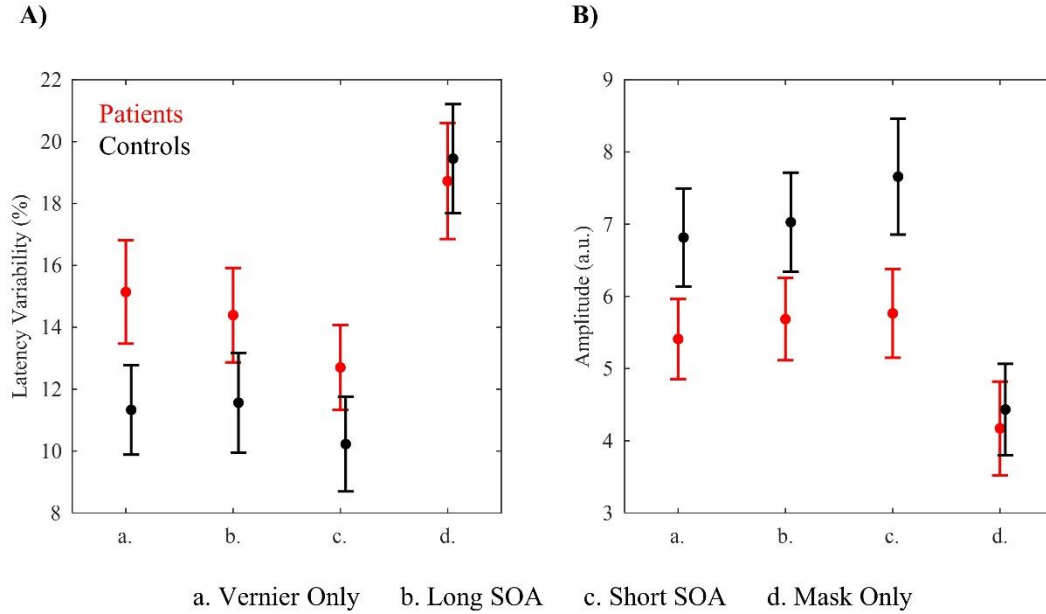 A)
B)
Latency Variability (%)
22
20
18
16
14
12
10
8
Patients
Controls
a.
b.
c.
d.
Amplitude (a.u.)
9
8
7
6
5
4
3
a.
b.
c.
d.
a. Vernier Only b. Long SOA c. Short SOA d. Mask Only